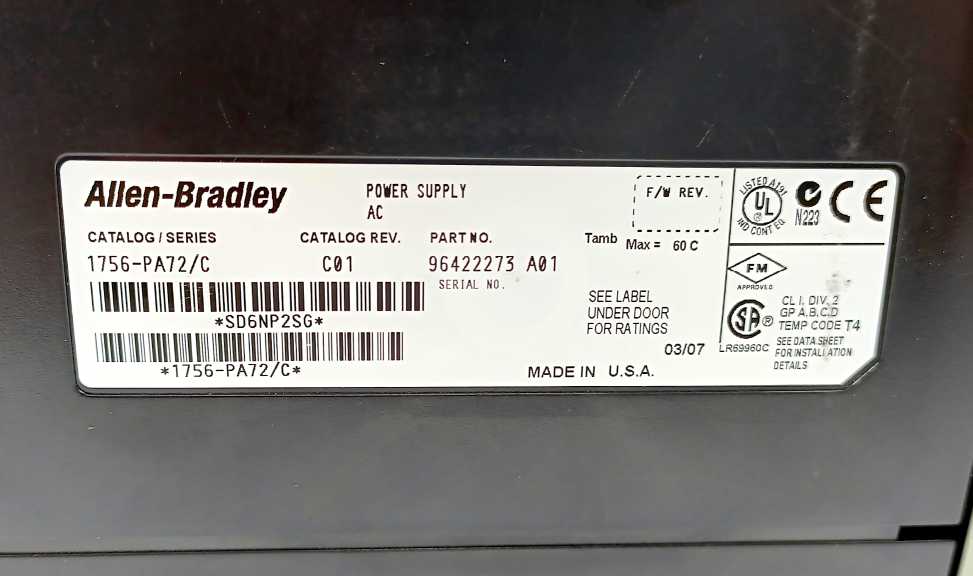 Allen-Bradley
POWER SUPPLY
AC
F/W REV.
CATALOG / SERIES
CATALOG REV.
PART NO.
Tamb Max = 60 C
1756-PA72/C
C01
96422273 A01
SERIAL NO.
*SD6NP2SG*
*1756-PA72/C*
SEE LABEL
UNDER DOOR
FOR RATINGS
03/07
MADE IN U.S.A.
LISTED A191
UL
®
IND CONT EQ
N223
CE
FM
APPROVED
SA ®
LR69960C
CL I, DIV. 2
GP A,B,C,D
TEMP CODE T4
SEE DATA SHEET
FOR INSTALLATION
DETAILS